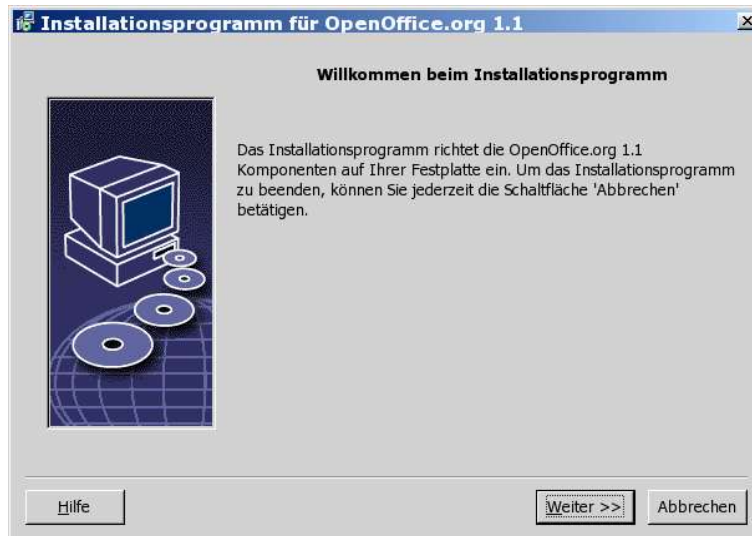 Installationsprogramm für OpenOffice.org 1.1
Willkommen beim Installationsprogramm
Das Installationsprogramm richtet die OpenOffice.org 1.1
Komponenten auf Ihrer Festplatte ein. Um das Installationsprogramm
zu beenden, können Sie jederzeit die Schaltfläche 'Abbrechen'
betätigen.
Hilfe
Weiter >>
Abbrechen